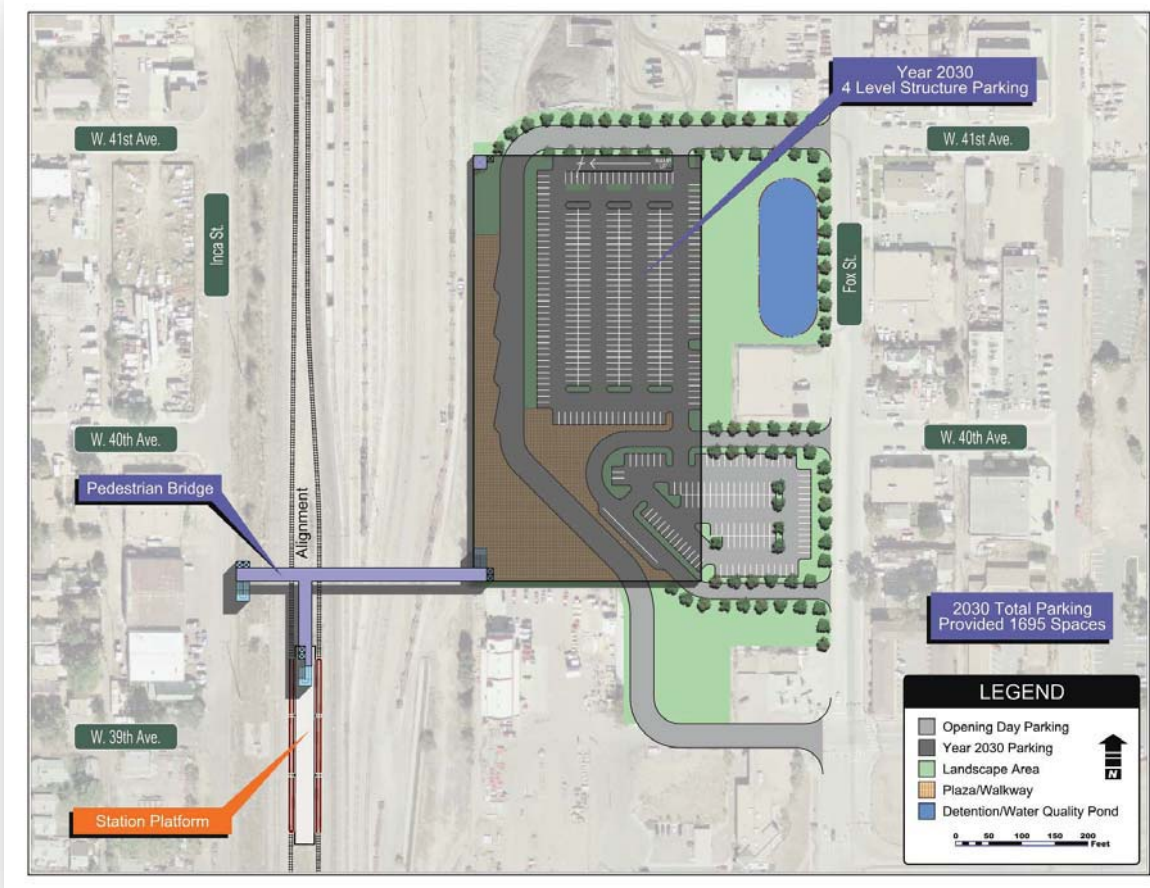 Year 2030
4 Level Structure Parking
W. 41st Ave.
W. 41st Ave.
Inca St.
Fox St.
W. 40th Ave.
W. 40th Ave.
Pedestrian Bridge
Alignment
2030 Total Parking
Provided 1695 Spaces
W. 39th Ave.
Station Platform
LEGEND
Opening Day Parking
Year 2030 Parking
Landscape Area
Plaza/Walkway
Detention/Water Quality Pond
N
0 50 100 150 200
Feet